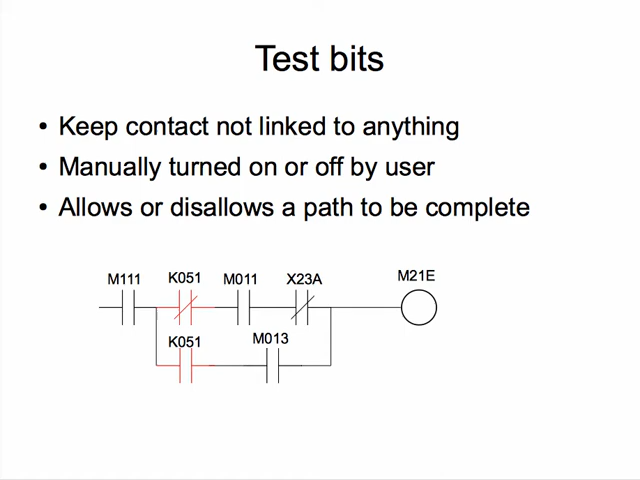 Test bits
• Keep contact not linked to anything
• Manually turned on or off by user
• Allows or disallows a path to be complete
M111 K051 M011 X23A M21E
K051 M013